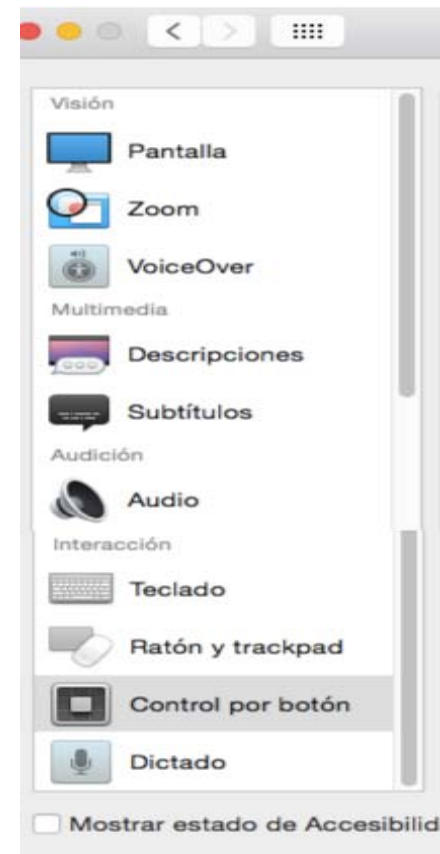 Visión
Pantalla
Zoom
VoiceOver
Multimedia
Descripciones
Subtítulos
Audición
Audio
Interacción
Teclado
Ratón y trackpad
Control por botón
Dictado
Mostrar estado de Accesibilid